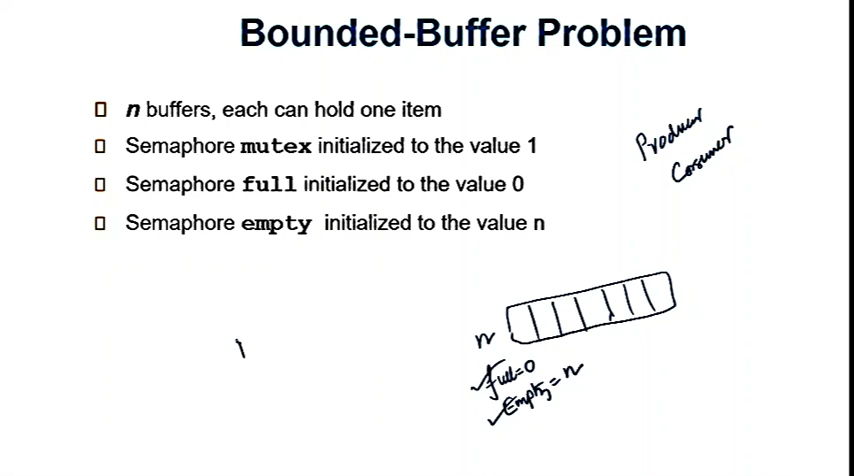 Bounded-Buffer Problem
n buffers, each can hold one item
Semaphore mutex initialized to the value 1
Semaphore full initialized to the value 0
Semaphore empty initialized to the value n
Producer
Cosumer
n
Full=0
Empty=n